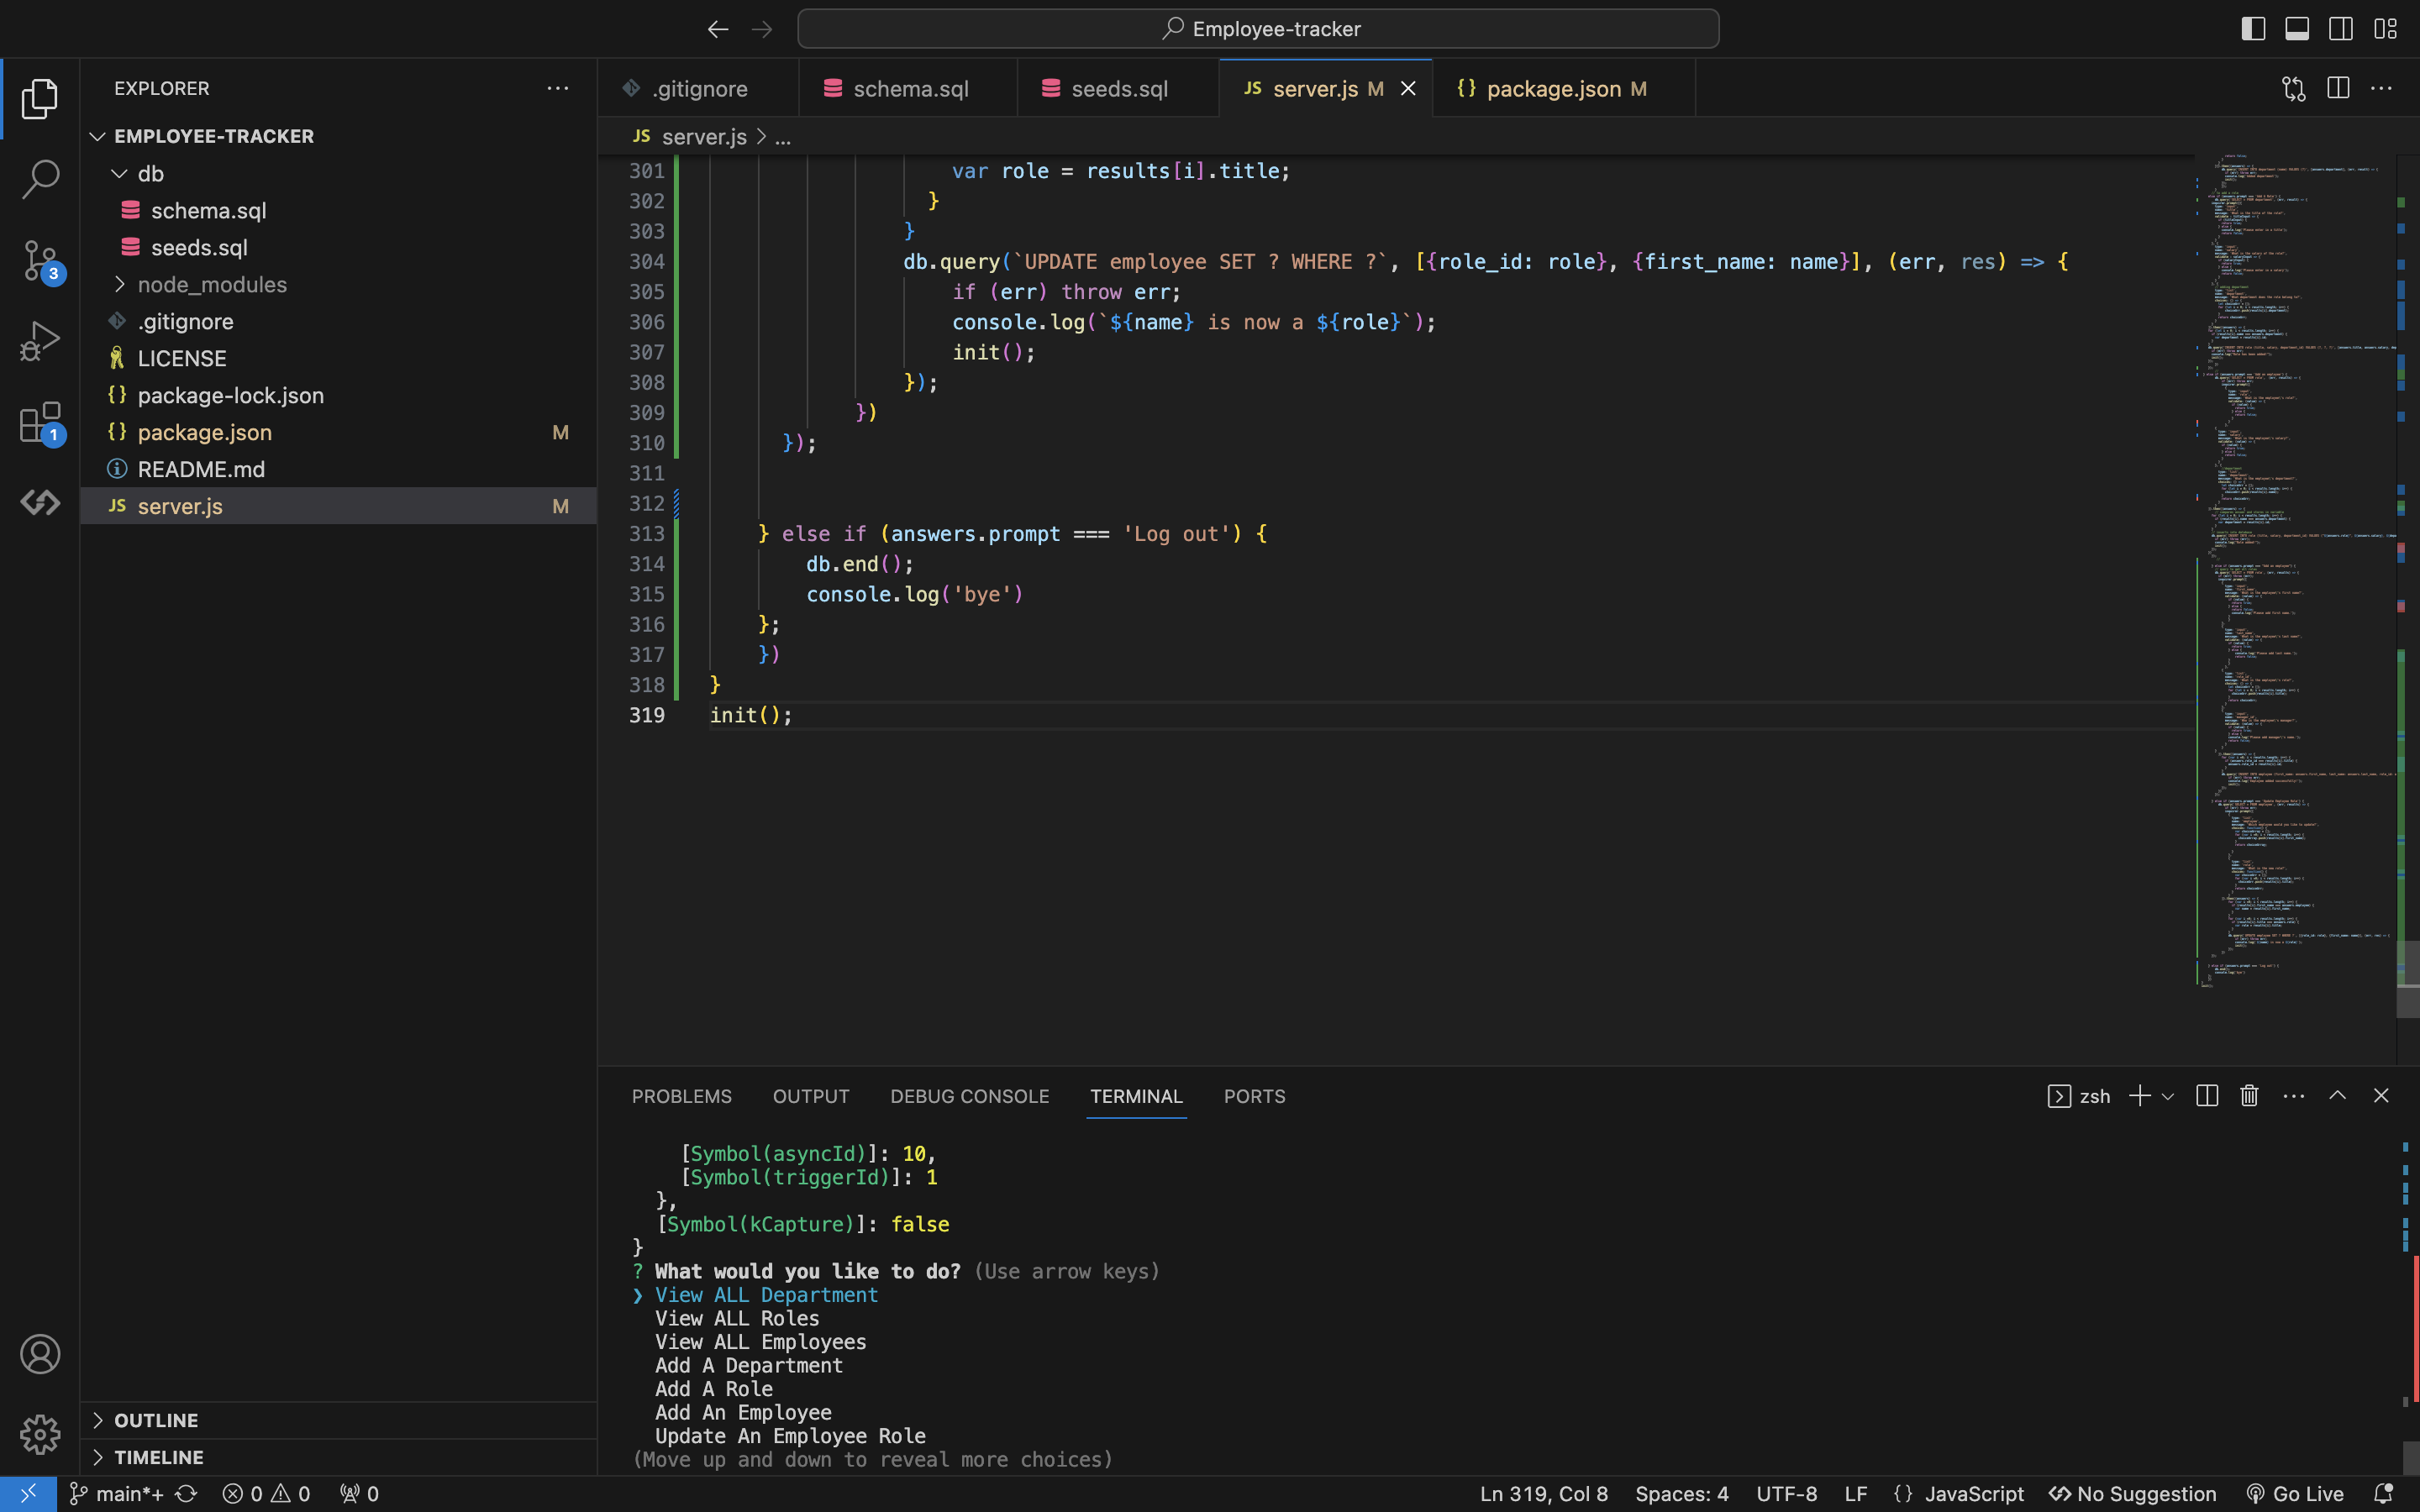 Employee-tracker
EXPLORER
EMPLOYEE-TRACKER
db
schema.sql
seeds.sql
node_modules
.gitignore
LICENSE
package-lock.json
package.json M
README.md
server.js M
OUTLINE
TIMELINE
3
1
.gitignore
schema.sql
seeds.sql
JS server.js M
{} package.json M
JS server.js > ...
301 var role = results[i].title;
302 }
303 }
304 db.query(`UPDATE employee SET ? WHERE ?`, [{role_id: role}, {first_name: name}], (err, res) => {
305 if (err) throw err;
306 console.log(`${name} is now a ${role}`);
307 init();
308 });
309 })
310 });
311
312
313 } else if (answers.prompt === 'Log out') {
314 db.end();
315 console.log('bye')
316 };
317 })
318 }
319 init();
PROBLEMS OUTPUT DEBUG CONSOLE TERMINAL PORTS
zsh
[Symbol(asyncId)]: 10,
[Symbol(triggerId)]: 1
},
[Symbol(kCapture)]: false
}
? What would you like to do? (Use arrow keys)
❯ View ALL Department
View ALL Roles
View ALL Employees
Add A Department
Add A Role
Add An Employee
Update An Employee Role
(Move up and down to reveal more choices)
main*+ 0 0 0 Ln 319, Col 8 Spaces: 4 UTF-8 LF {} JavaScript No Suggestion Go Live